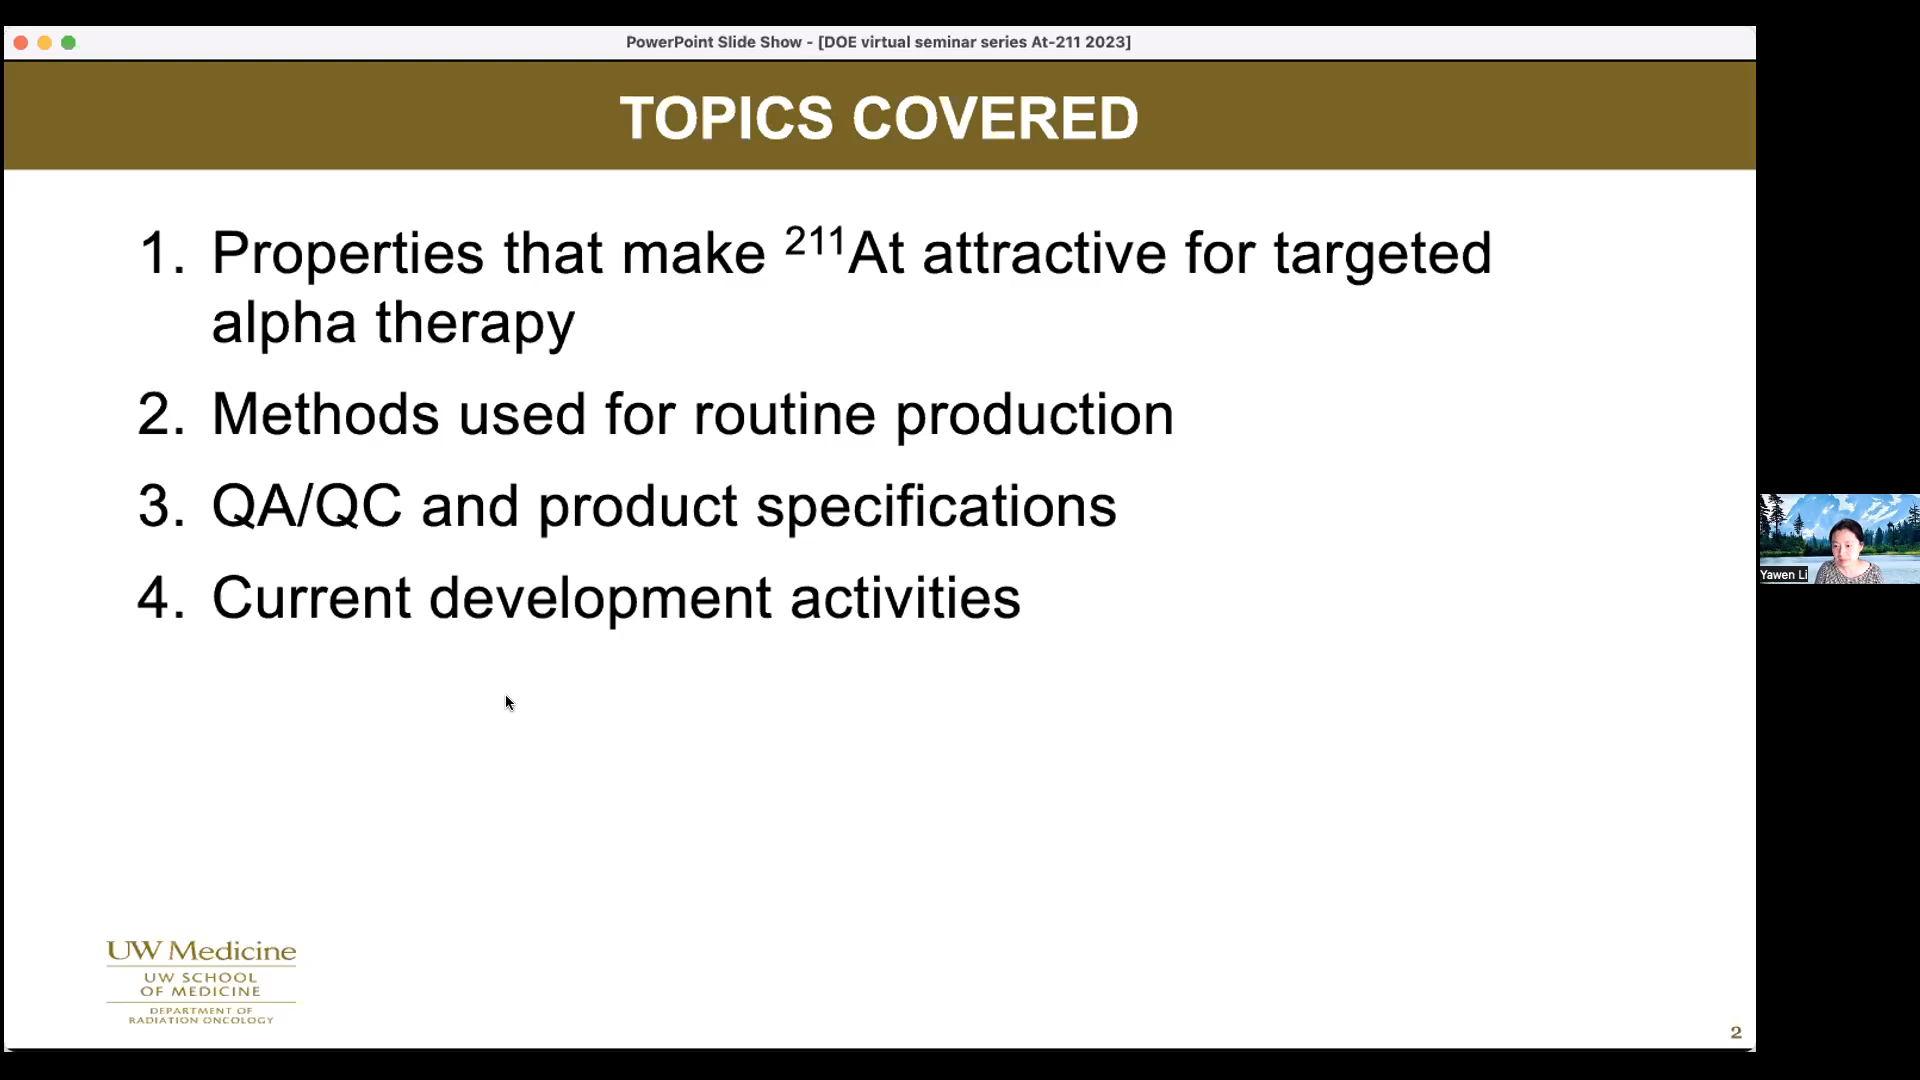 PowerPoint Slide Show - [DOE virtual seminar series At-211 2023]
TOPICS COVERED
1. Properties that make ²¹¹At attractive for targeted
alpha therapy
2. Methods used for routine production
3. QA/QC and product specifications
4. Current development activities
Yawen Li
UW Medicine
UW SCHOOL
OF MEDICINE
DEPARTMENT OF
RADIATION ONCOLOGY
2